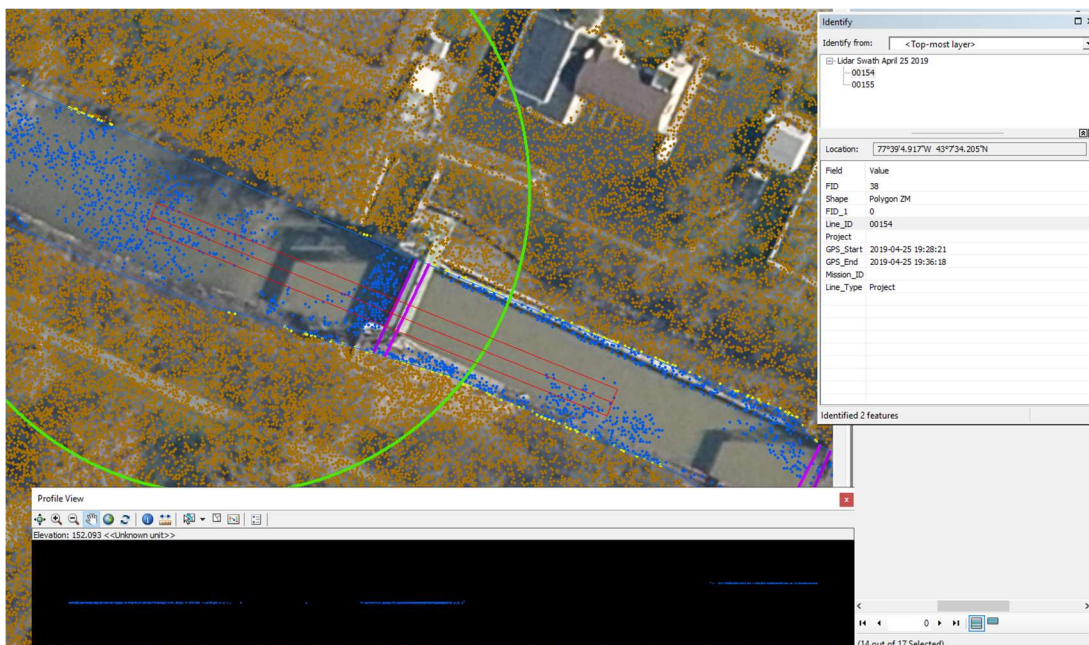 Identify
Identify from:
<Top-most layer>
Lidar Swath April 25 2019
00154
00155
Location:
77°39'4.917"W 43°7'34.205"N
Field Value
FID 38
Shape Polygon ZM
FID_1 0
Line_ID 00154
Project
GPS_Start 2019-04-25 19:28:21
GPS_End 2019-04-25 19:36:18
Mission_ID
Line_Type Project
Identified 2 features
Profile View
Elevation: 152.093 <<Unknown unit>>
0
(14 out of 17 Selected)